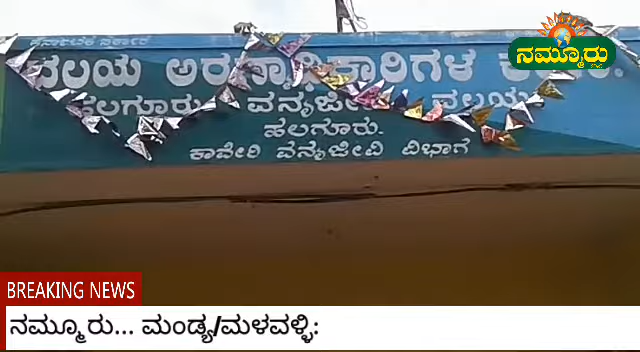 ಕರ್ನಾಟಕ ಸರ್ಕಾರ
ನಮ್ಮೂರು
ವಲಯ ಅರಣ್ಯಾಧಿಕಾರಿಗಳ
ಹಲಗೂರು ವನ್ಯಜೀವಿ ವಲಯ
ಹಲಗೂರು.
ಕಾವೇರಿ ವನ್ಯಜೀವಿ ವಿಭಾಗ
BREAKING NEWS
ನಮ್ಮೂರು... ಮಂಡ್ಯ/ಮಳವಳ್ಳಿ: